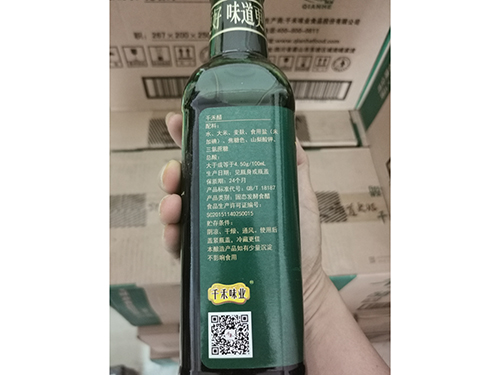 味道
千禾醋
配料:
水、大米、麦麸、食用盐(未
加碘)、焦糖色、山梨酸钾、
三氯蔗糖
总酸:
大于或等于4.50g/100mL
生产日期:见瓶身或瓶盖
保质期:24个月
产品标准代号:GB/T 18187
产品类别:固态发酵食醋
食品生产许可证编号:
SC20151140250015
贮存条件:
阴凉、干燥、通风,使用后
盖紧瓶盖,冷藏更佳
本酿造产品如有少量沉淀
不影响食用
千禾味业
QIANHE